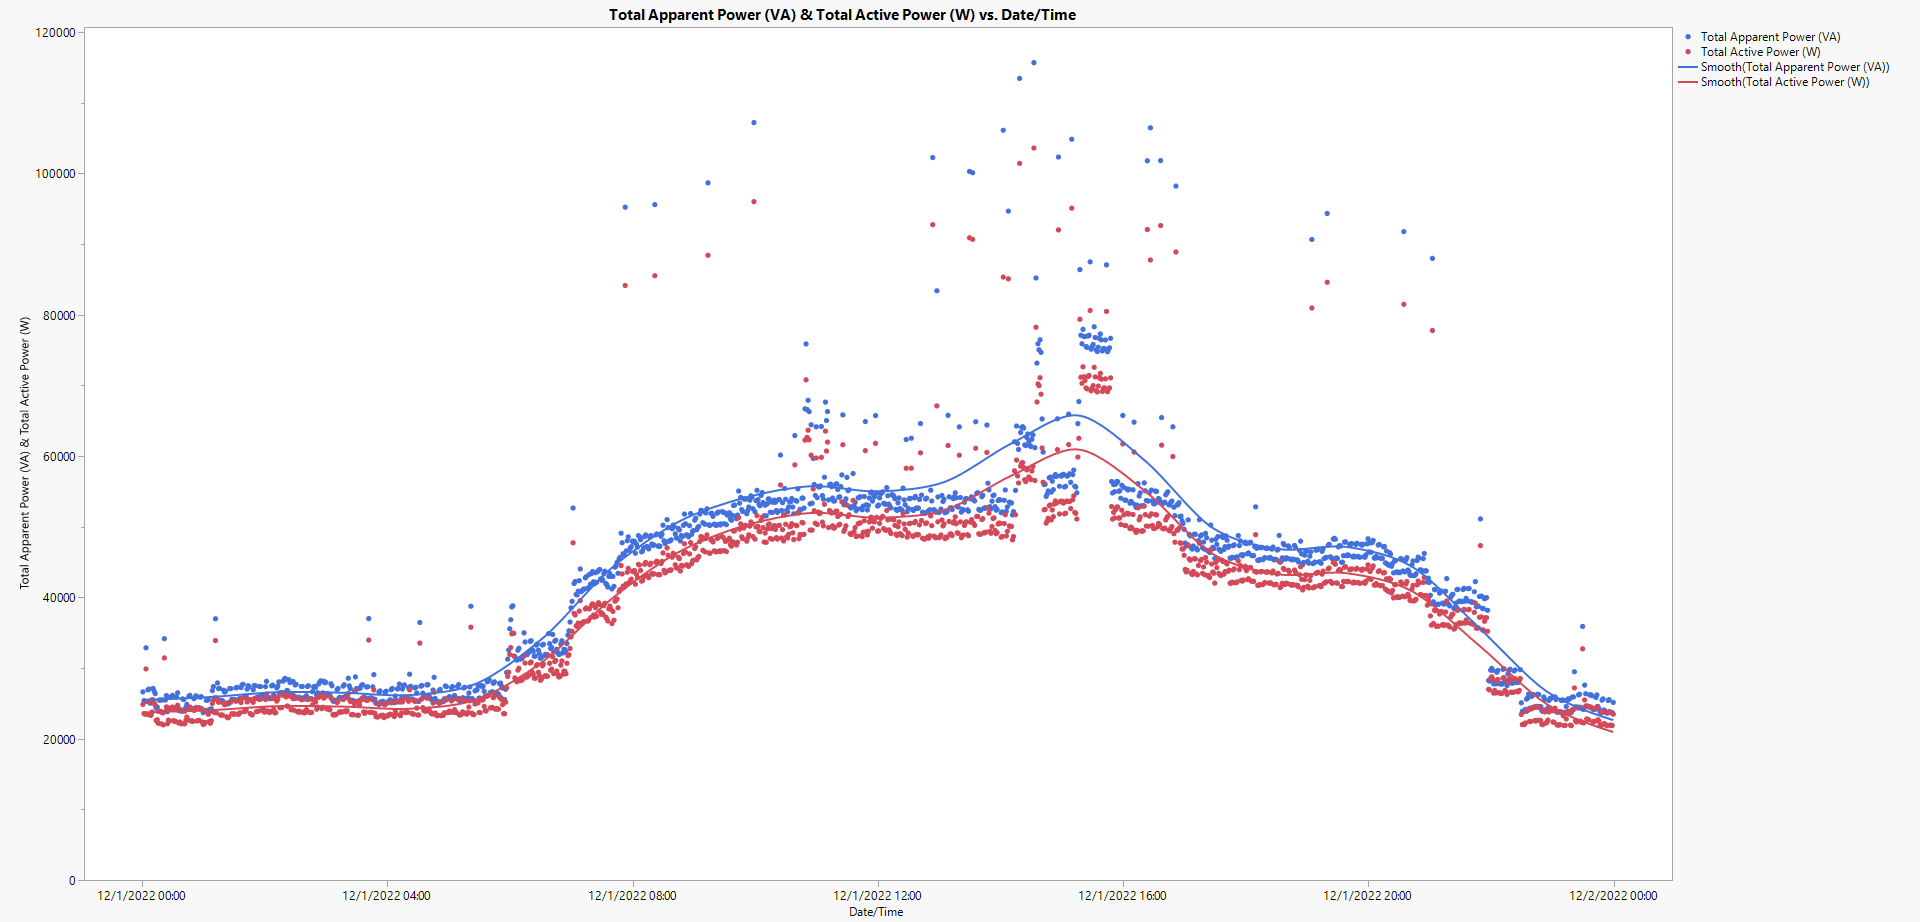 Total Apparent Power (VA) & Total Active Power (W) vs. Date/Time
Total Apparent Power (VA)
Total Active Power (W)
Smooth(Total Apparent Power (VA))
Smooth(Total Active Power (W))
Total Apparent Power (VA) & Total Active Power (W)
120000
100000
80000
60000
40000
20000
0
12/1/2022 00:00
12/1/2022 04:00
12/1/2022 08:00
12/1/2022 12:00
12/1/2022 16:00
12/1/2022 20:00
12/2/2022 00:00
Date/Time